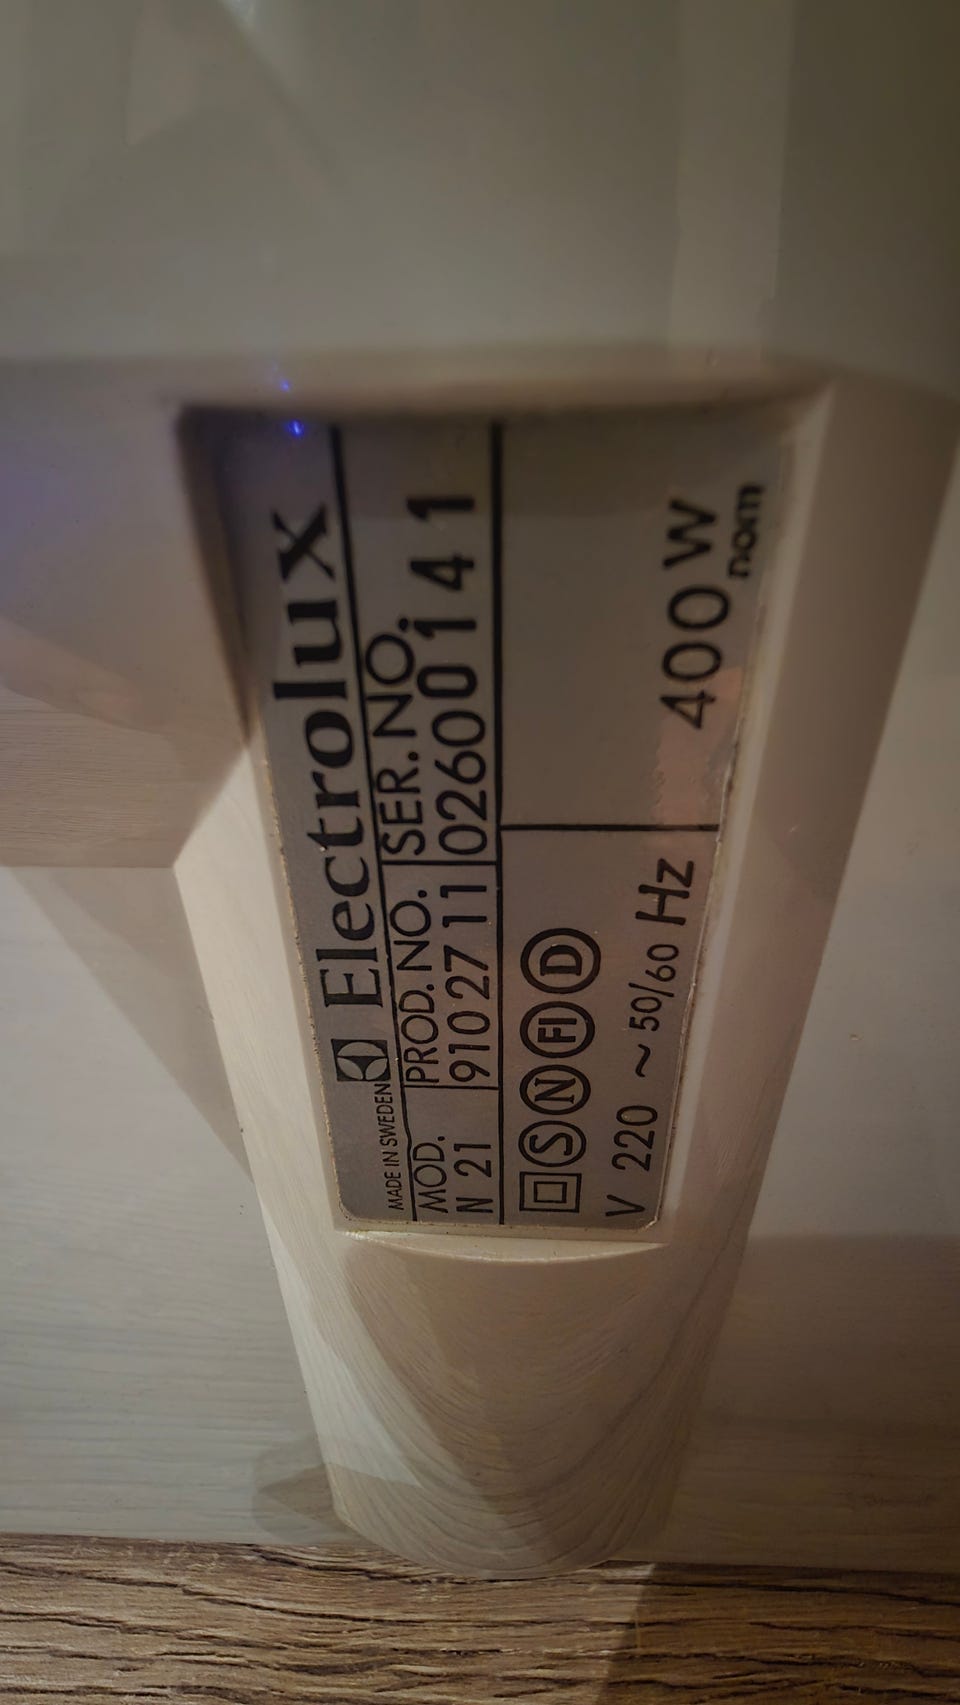 MADE IN SWEDEN Electrolux
MOD. PROD. NO. SER. NO.
N 21 910 27 11 02600141
S N FI D
V 220 ~ 50/60 Hz 400 W
nom